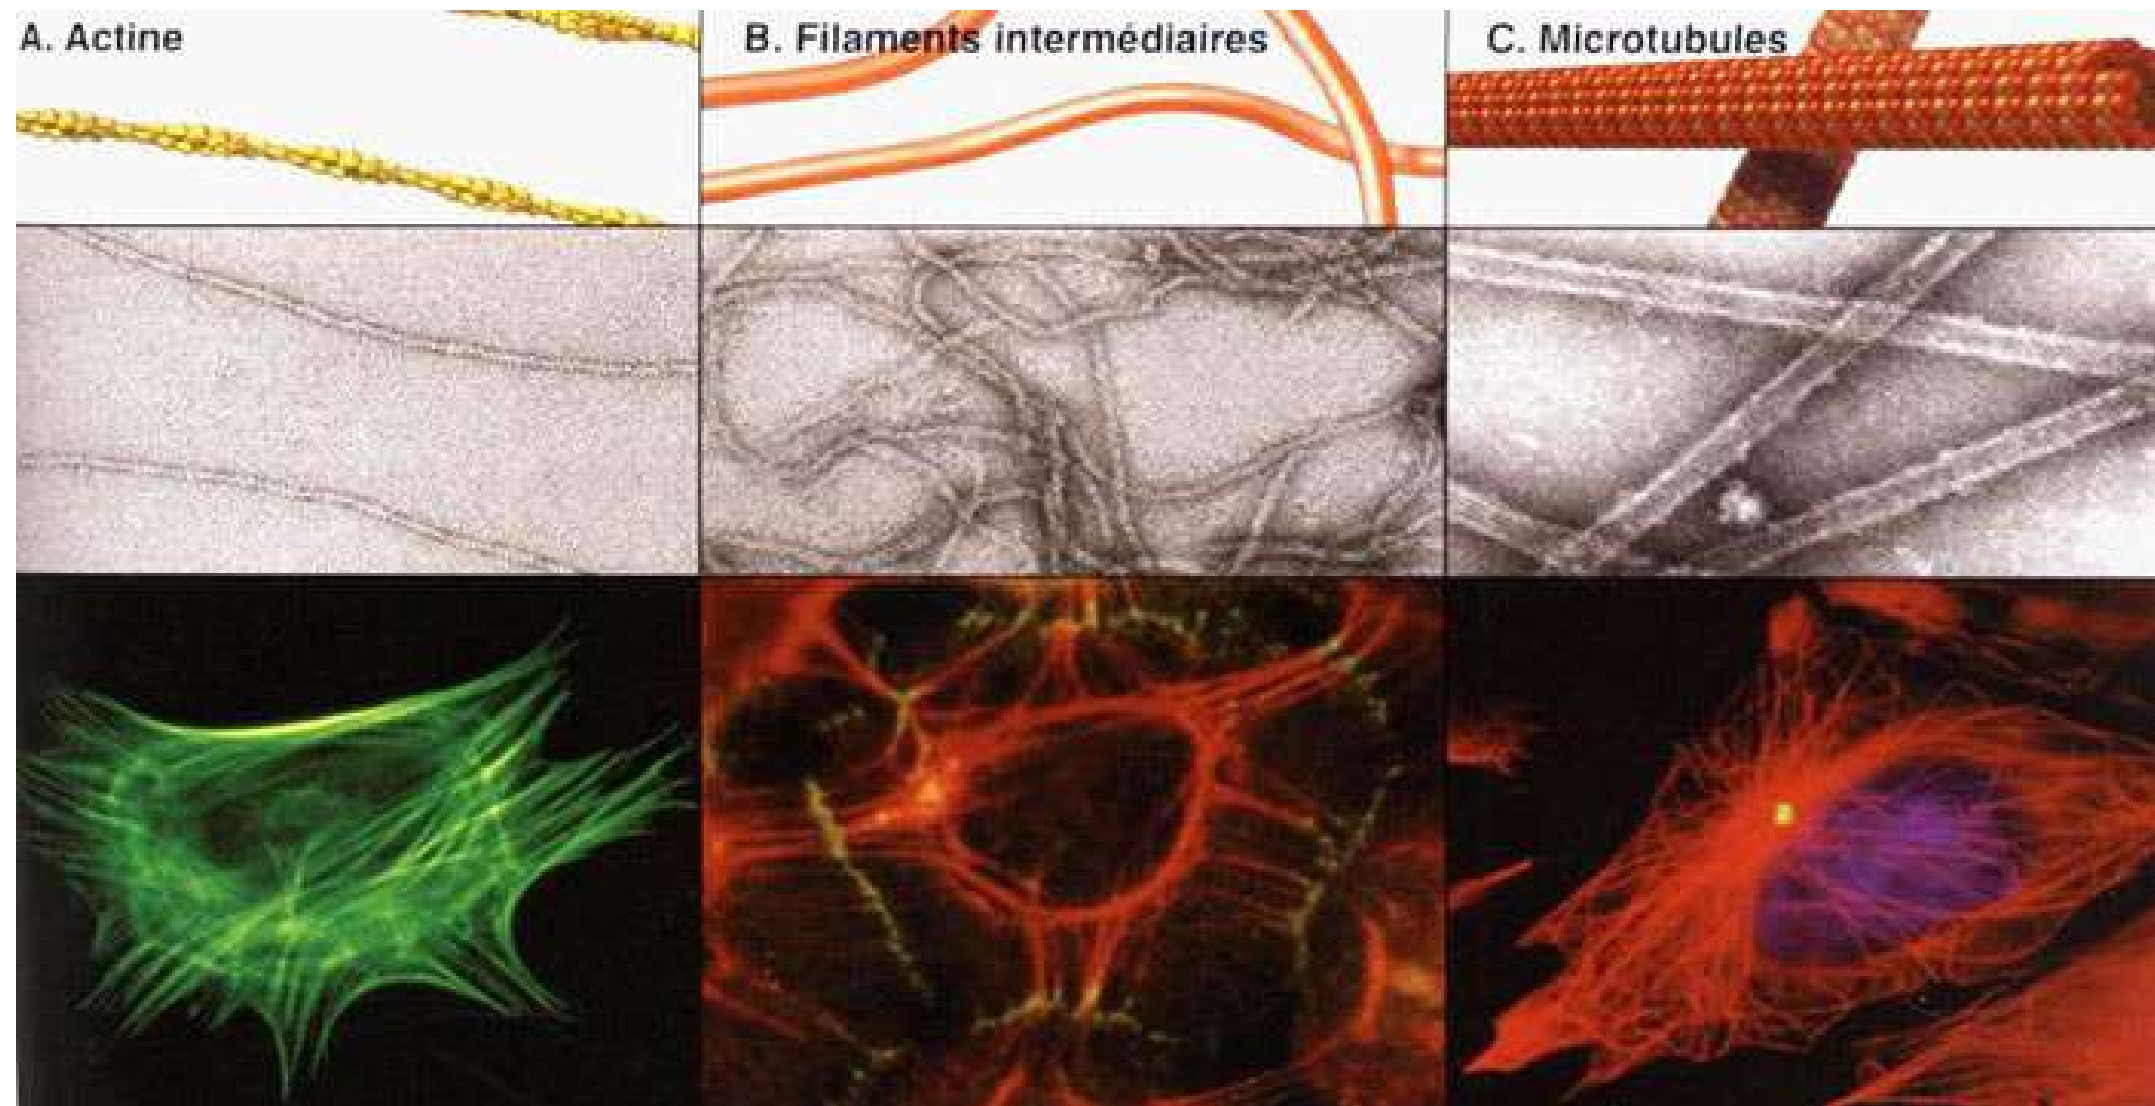 A. Actine
B. Filaments intermédiaires
C. Microtubules